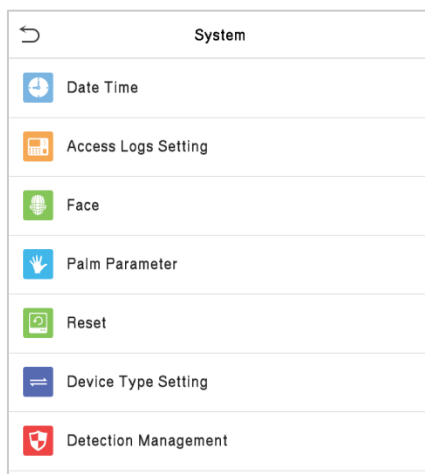 System
Date Time
Access Logs Setting
Face
Palm Parameter
Reset
Device Type Setting
Detection Management